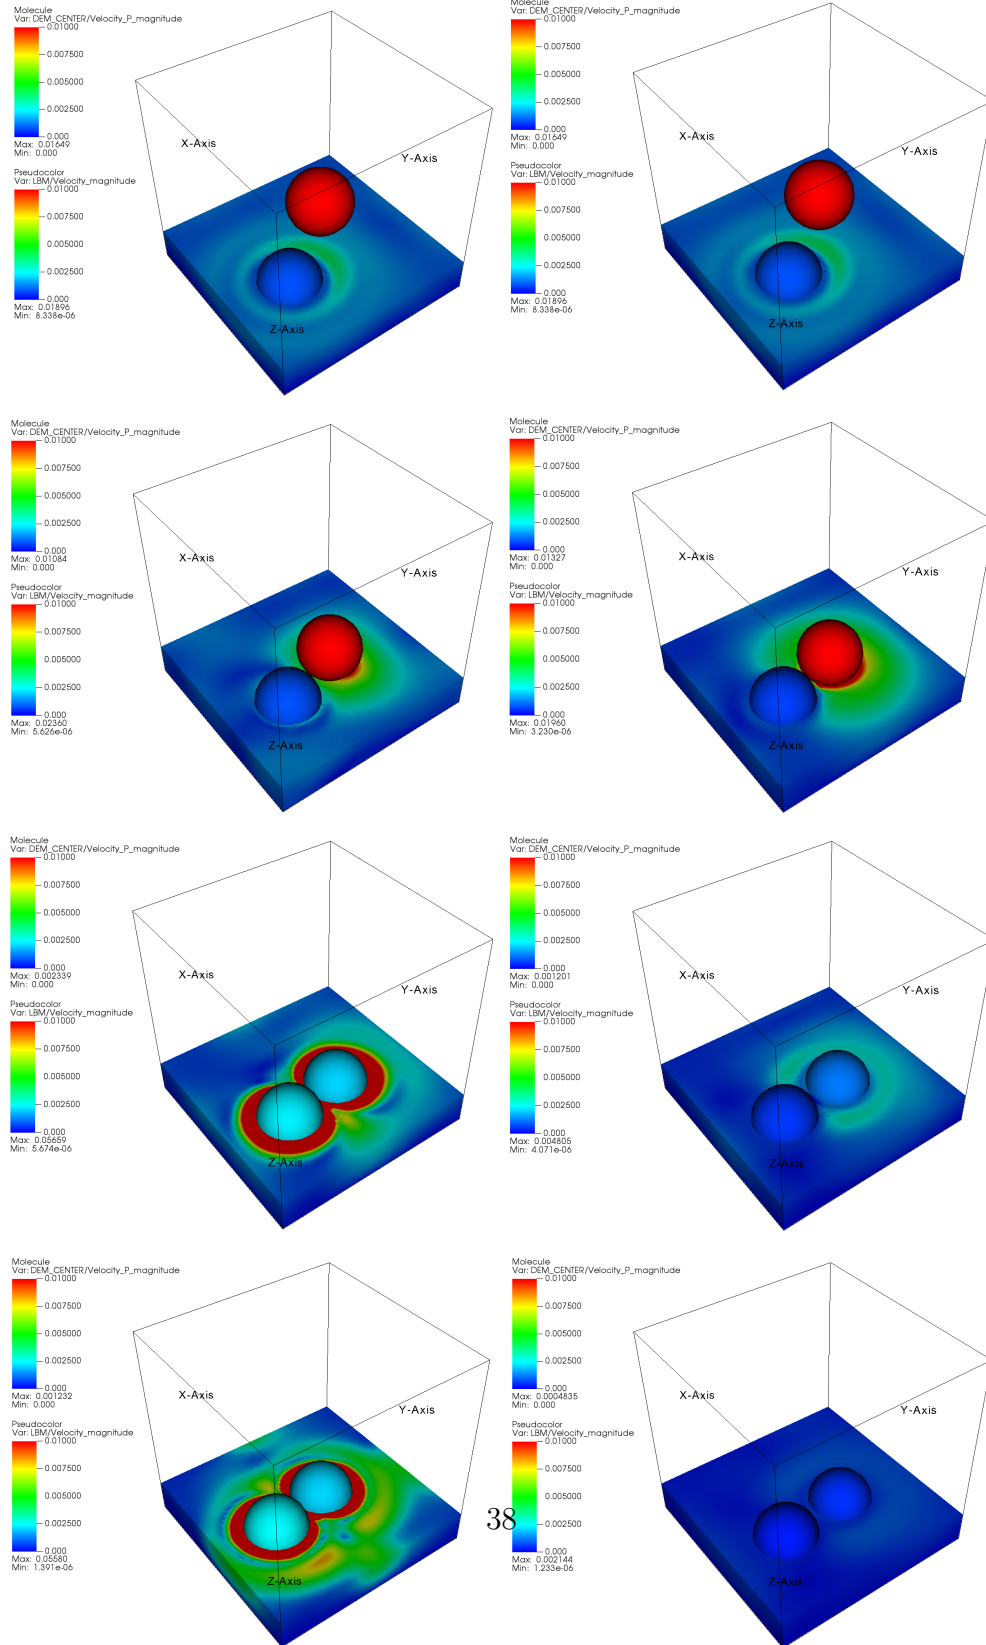 Molecule
Var: DEM_CENTER/Velocity_P_magnitude
0.01000
0.007500
0.005000
0.002500
0.000
Max: 0.01649
Min: 0.000
Pseudocolor
Var: LBM/Velocity_magnitude
0.01000
0.007500
0.005000
0.002500
0.000
Max: 0.01896
Min: 8.338e-06
X-Axis
Y-Axis
Z-Axis
Molecule
Var: DEM_CENTER/Velocity_P_magnitude
0.01000
0.007500
0.005000
0.002500
0.000
Max: 0.01649
Min: 0.000
Pseudocolor
Var: LBM/Velocity_magnitude
0.01000
0.007500
0.005000
0.002500
0.000
Max: 0.01896
Min: 8.338e-06
X-Axis
Y-Axis
Z-Axis
Molecule
Var: DEM_CENTER/Velocity_P_magnitude
0.01000
0.007500
0.005000
0.002500
0.000
Max: 0.01084
Min: 0.000
Pseudocolor
Var: LBM/Velocity_magnitude
0.01000
0.007500
0.005000
0.002500
0.000
Max: 0.02360
Min: 5.626e-06
X-Axis
Y-Axis
Z-Axis
Molecule
Var: DEM_CENTER/Velocity_P_magnitude
0.01000
0.007500
0.005000
0.002500
0.000
Max: 0.01327
Min: 0.000
Pseudocolor
Var: LBM/Velocity_magnitude
0.01000
0.007500
0.005000
0.002500
0.000
Max: 0.01960
Min: 3.230e-06
X-Axis
Y-Axis
Z-Axis
Molecule
Var: DEM_CENTER/Velocity_P_magnitude
0.01000
0.007500
0.005000
0.002500
0.000
Max: 0.002339
Min: 0.000
Pseudocolor
Var: LBM/Velocity_magnitude
0.01000
0.007500
0.005000
0.002500
0.000
Max: 0.05659
Min: 5.674e-06
X-Axis
Y-Axis
Z-Axis
Molecule
Var: DEM_CENTER/Velocity_P_magnitude
0.01000
0.007500
0.005000
0.002500
0.000
Max: 0.001201
Min: 0.000
Pseudocolor
Var: LBM/Velocity_magnitude
0.01000
0.007500
0.005000
0.002500
0.000
Max: 0.004805
Min: 4.071e-06
X-Axis
Y-Axis
Z-Axis
Molecule
Var: DEM_CENTER/Velocity_P_magnitude
0.01000
0.007500
0.005000
0.002500
0.000
Max: 0.001232
Min: 0.000
Pseudocolor
Var: LBM/Velocity_magnitude
0.01000
0.007500
0.005000
0.002500
0.000
Max: 0.05580
Min: 1.391e-06
X-Axis
Y-Axis
Z-Axis
Molecule
Var: DEM_CENTER/Velocity_P_magnitude
0.01000
0.007500
0.005000
0.002500
0.000
Max: 0.0004835
Min: 0.000
Pseudocolor
Var: LBM/Velocity_magnitude
0.01000
0.007500
0.005000
0.002500
0.000
Max: 0.002144
Min: 1.233e-06
X-Axis
Y-Axis
Z-Axis
38